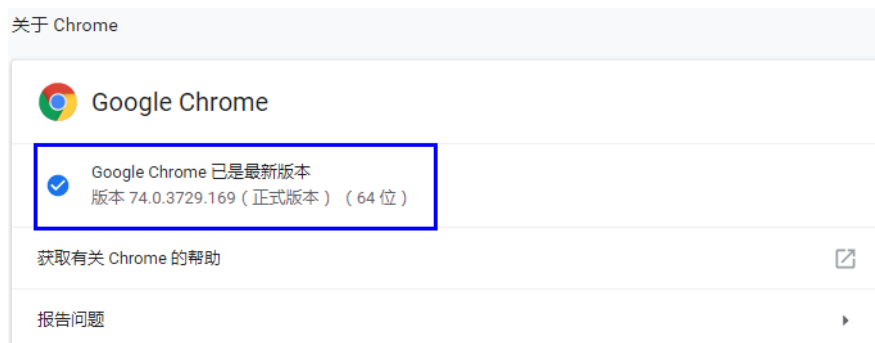 关于 Chrome
Google Chrome
Google Chrome 已是最新版本
版本 74.0.3729.169（正式版本）（64 位）
获取有关 Chrome 的帮助
报告问题